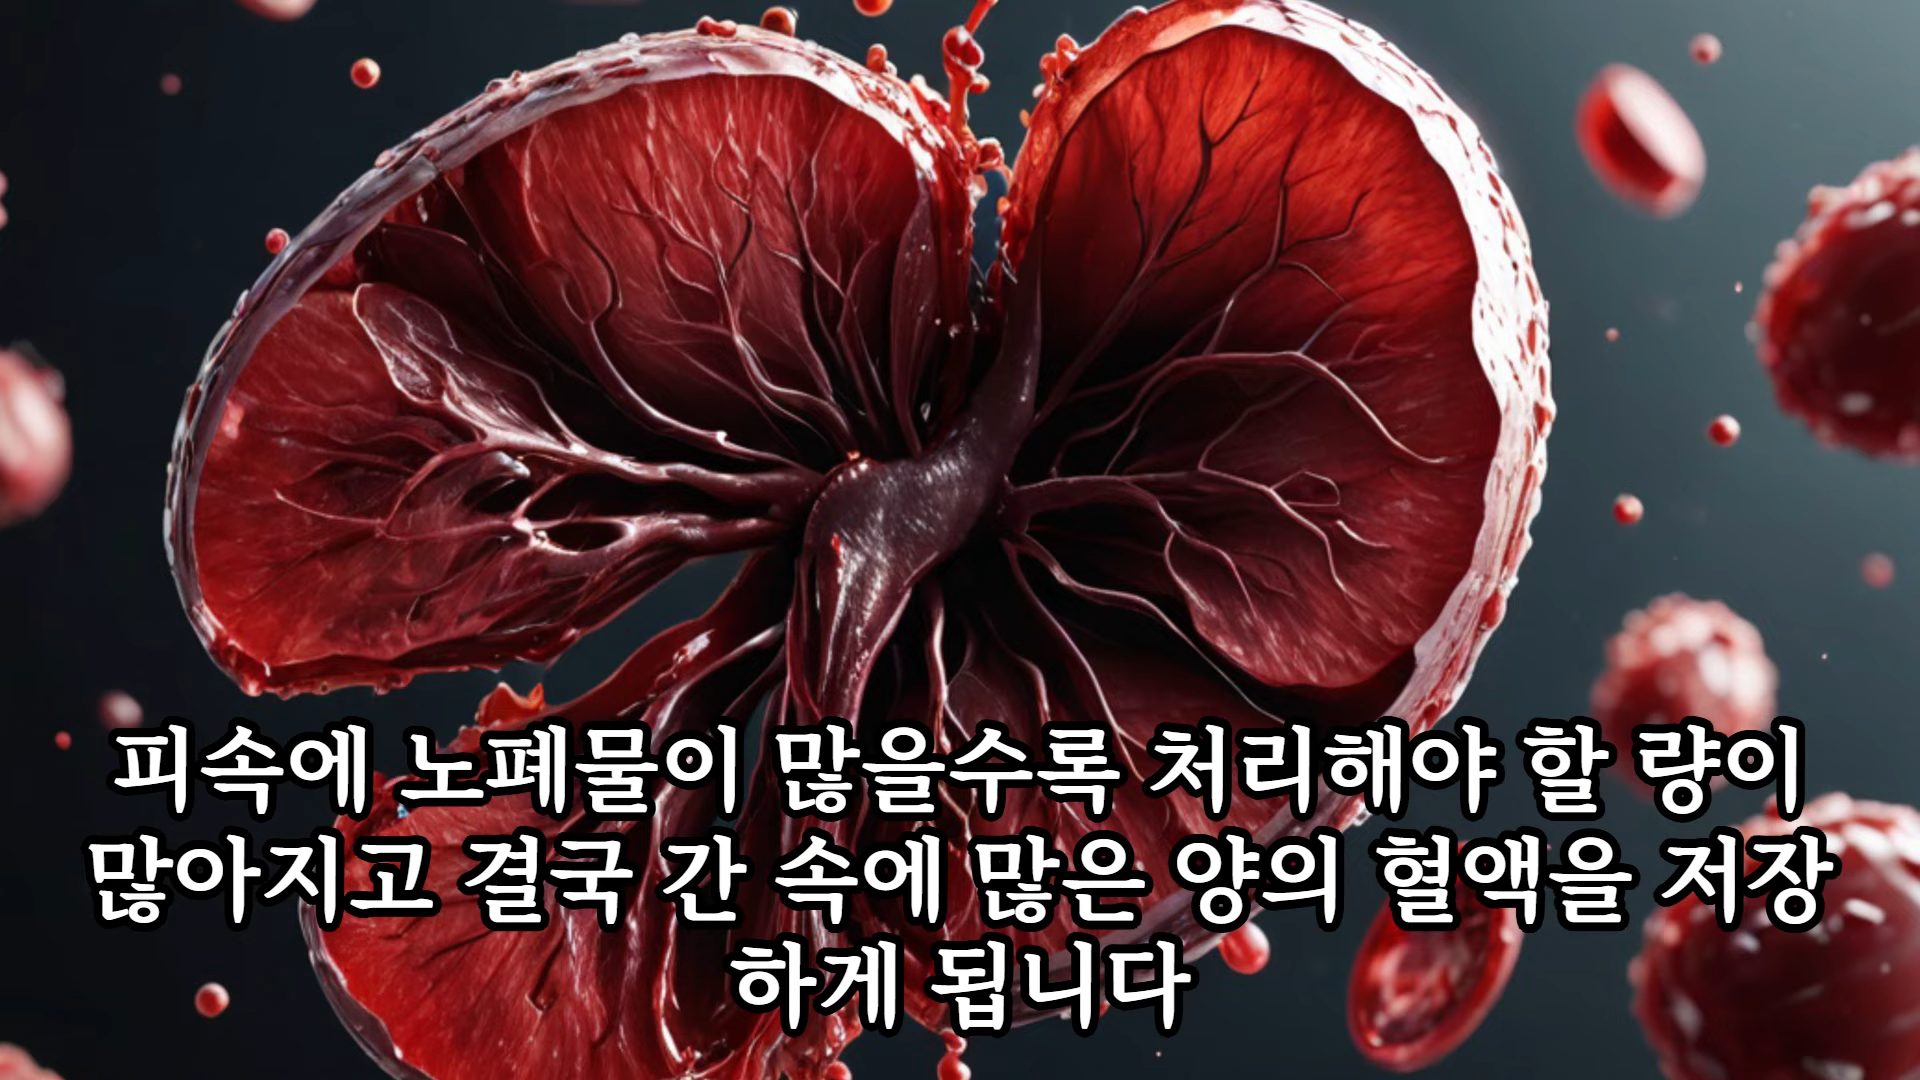 피속에 노폐물이 많을수록 처리해야 할 량이
많아지고 결국 간 속에 많은 양의 혈액을 저장
하게 됩니다